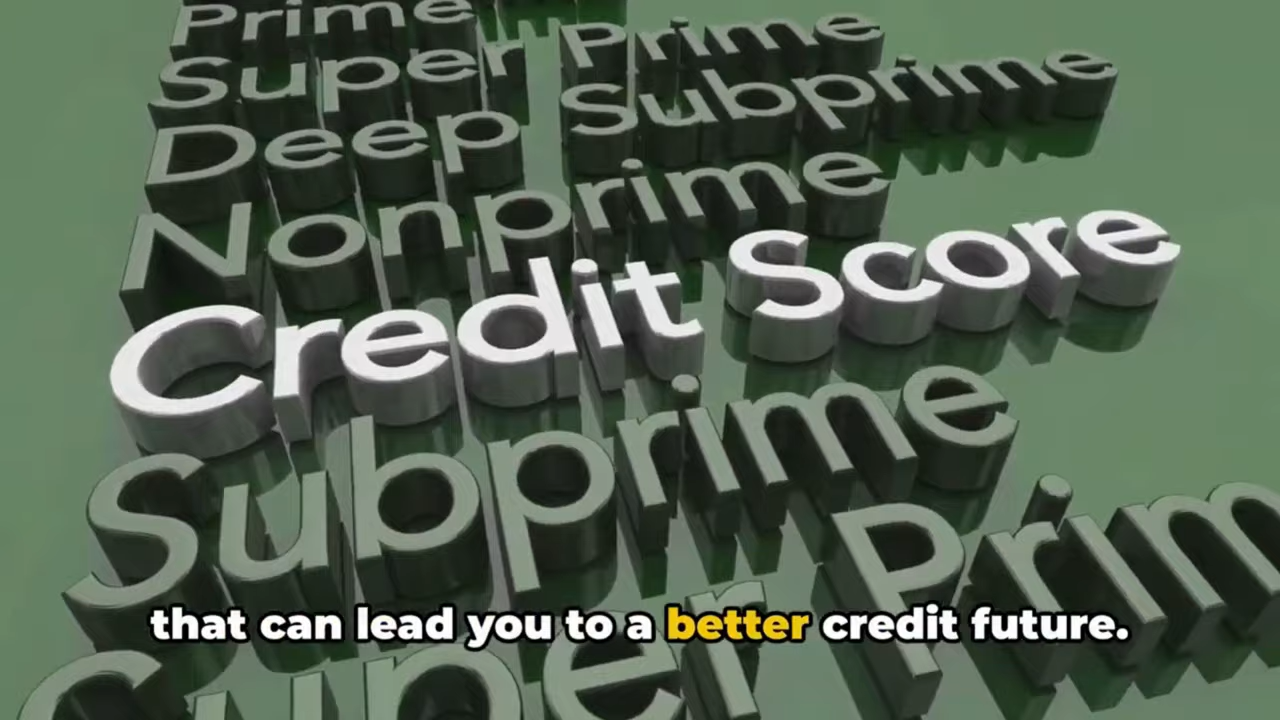 Prime
Super Prime
Deep Subprime
Nonprime
Credit Score
Subprime
Super Prim
that can lead you to a better credit future.